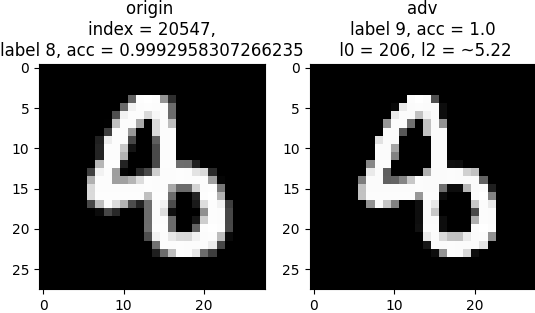 origin
index = 20547,
label 8, acc = 0.9992958307266235
adv
label 9, acc = 1.0
l0 = 206, l2 = ~5.22
0
5
10
15
20
25
0 10 20
0
5
10
15
20
25
0 10 20